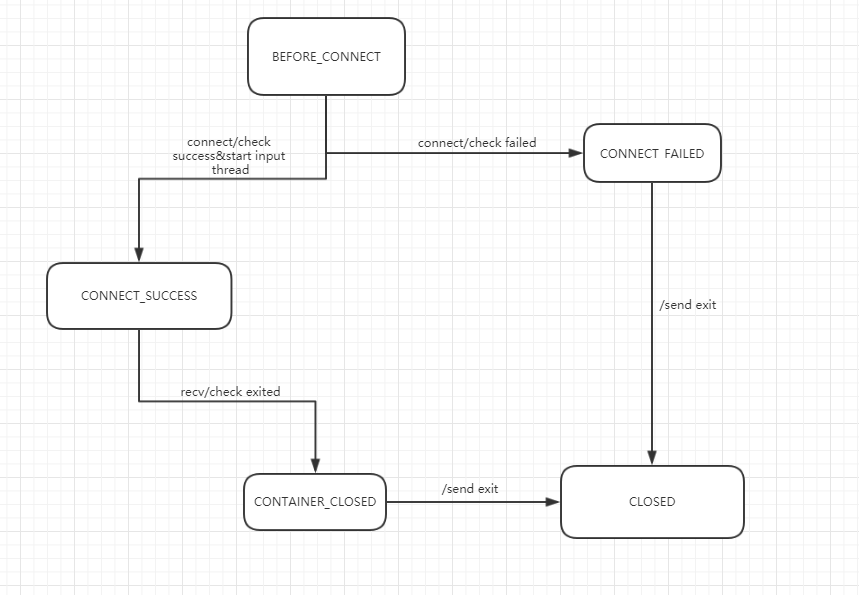 BEFORE_CONNECT
connect/check
success&start input
thread
connect/check failed
CONNECT FAILED
CONNECT_SUCCESS
/send exit
recv/check exited
CONTAINER_CLOSED
/send exit
CLOSED